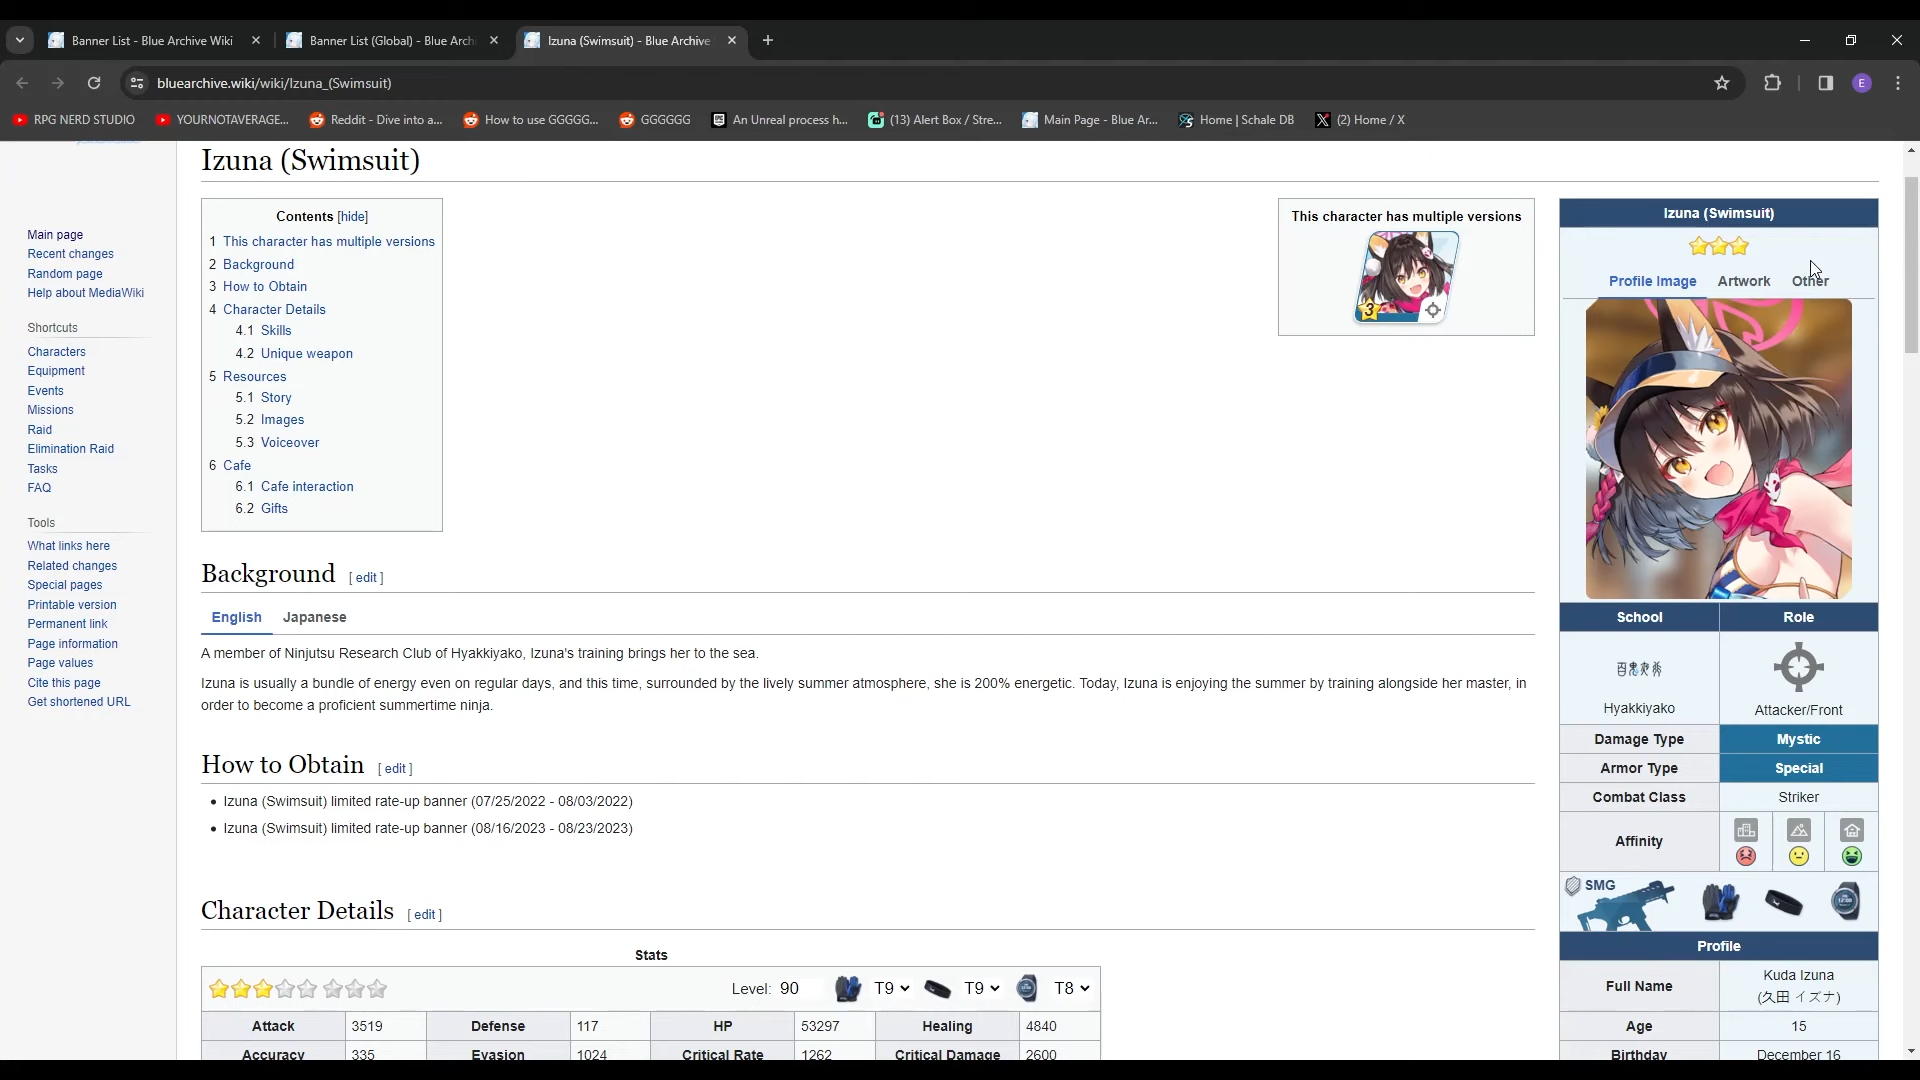 Banner List - Blue Archive Wiki
Banner List (Global) - Blue Arch
Izuna (Swimsuit) - Blue Archive
bluearchive.wiki/wiki/Izuna_(Swimsuit)
E
RPG NERD STUDIO
YOURNOTAVERAGE...
Reddit - Dive into a...
How to use GGGGG...
GGGGGG
An Unreal process h...
(13) Alert Box / Stre...
Main Page - Blue Ar...
Home | Schale DB
(2) Home / X
Izuna (Swimsuit)
Main page
Recent changes
Random page
Help about MediaWiki
Shortcuts
Characters
Equipment
Events
Missions
Raid
Elimination Raid
Tasks
FAQ
Tools
What links here
Related changes
Special pages
Printable version
Permanent link
Page information
Page values
Cite this page
Get shortened URL
Contents [hide]
1 This character has multiple versions
2 Background
3 How to Obtain
4 Character Details
4.1 Skills
4.2 Unique weapon
5 Resources
5.1 Story
5.2 Images
5.3 Voiceover
6 Cafe
6.1 Cafe interaction
6.2 Gifts
This character has multiple versions
3
Background [ edit ]
English Japanese
A member of Ninjutsu Research Club of Hyakkiyako, Izuna's training brings her to the sea.
Izuna is usually a bundle of energy even on regular days, and this time, surrounded by the lively summer atmosphere, she is 200% energetic. Today, Izuna is enjoying the summer by training alongside her master, in
order to become a proficient summertime ninja.
How to Obtain [ edit ]
• Izuna (Swimsuit) limited rate-up banner (07/25/2022 - 08/03/2022)
• Izuna (Swimsuit) limited rate-up banner (08/16/2023 - 08/23/2023)
Character Details [ edit ]
Stats
Level: 90 T9 T9 T8
Attack 3519 Defense 117 HP 53297 Healing 4840
Accuracy 335 Evasion 1024 Critical Rate 1262 Critical Damage 2600
Izuna (Swimsuit)
Profile Image Artwork Other
School Role
Hyakkiyako Attacker/Front
Damage Type Mystic
Armor Type Special
Combat Class Striker
Affinity
SMG
Profile
Full Name Kuda Izuna
(久田 イズナ)
Age 15
Birthday December 16